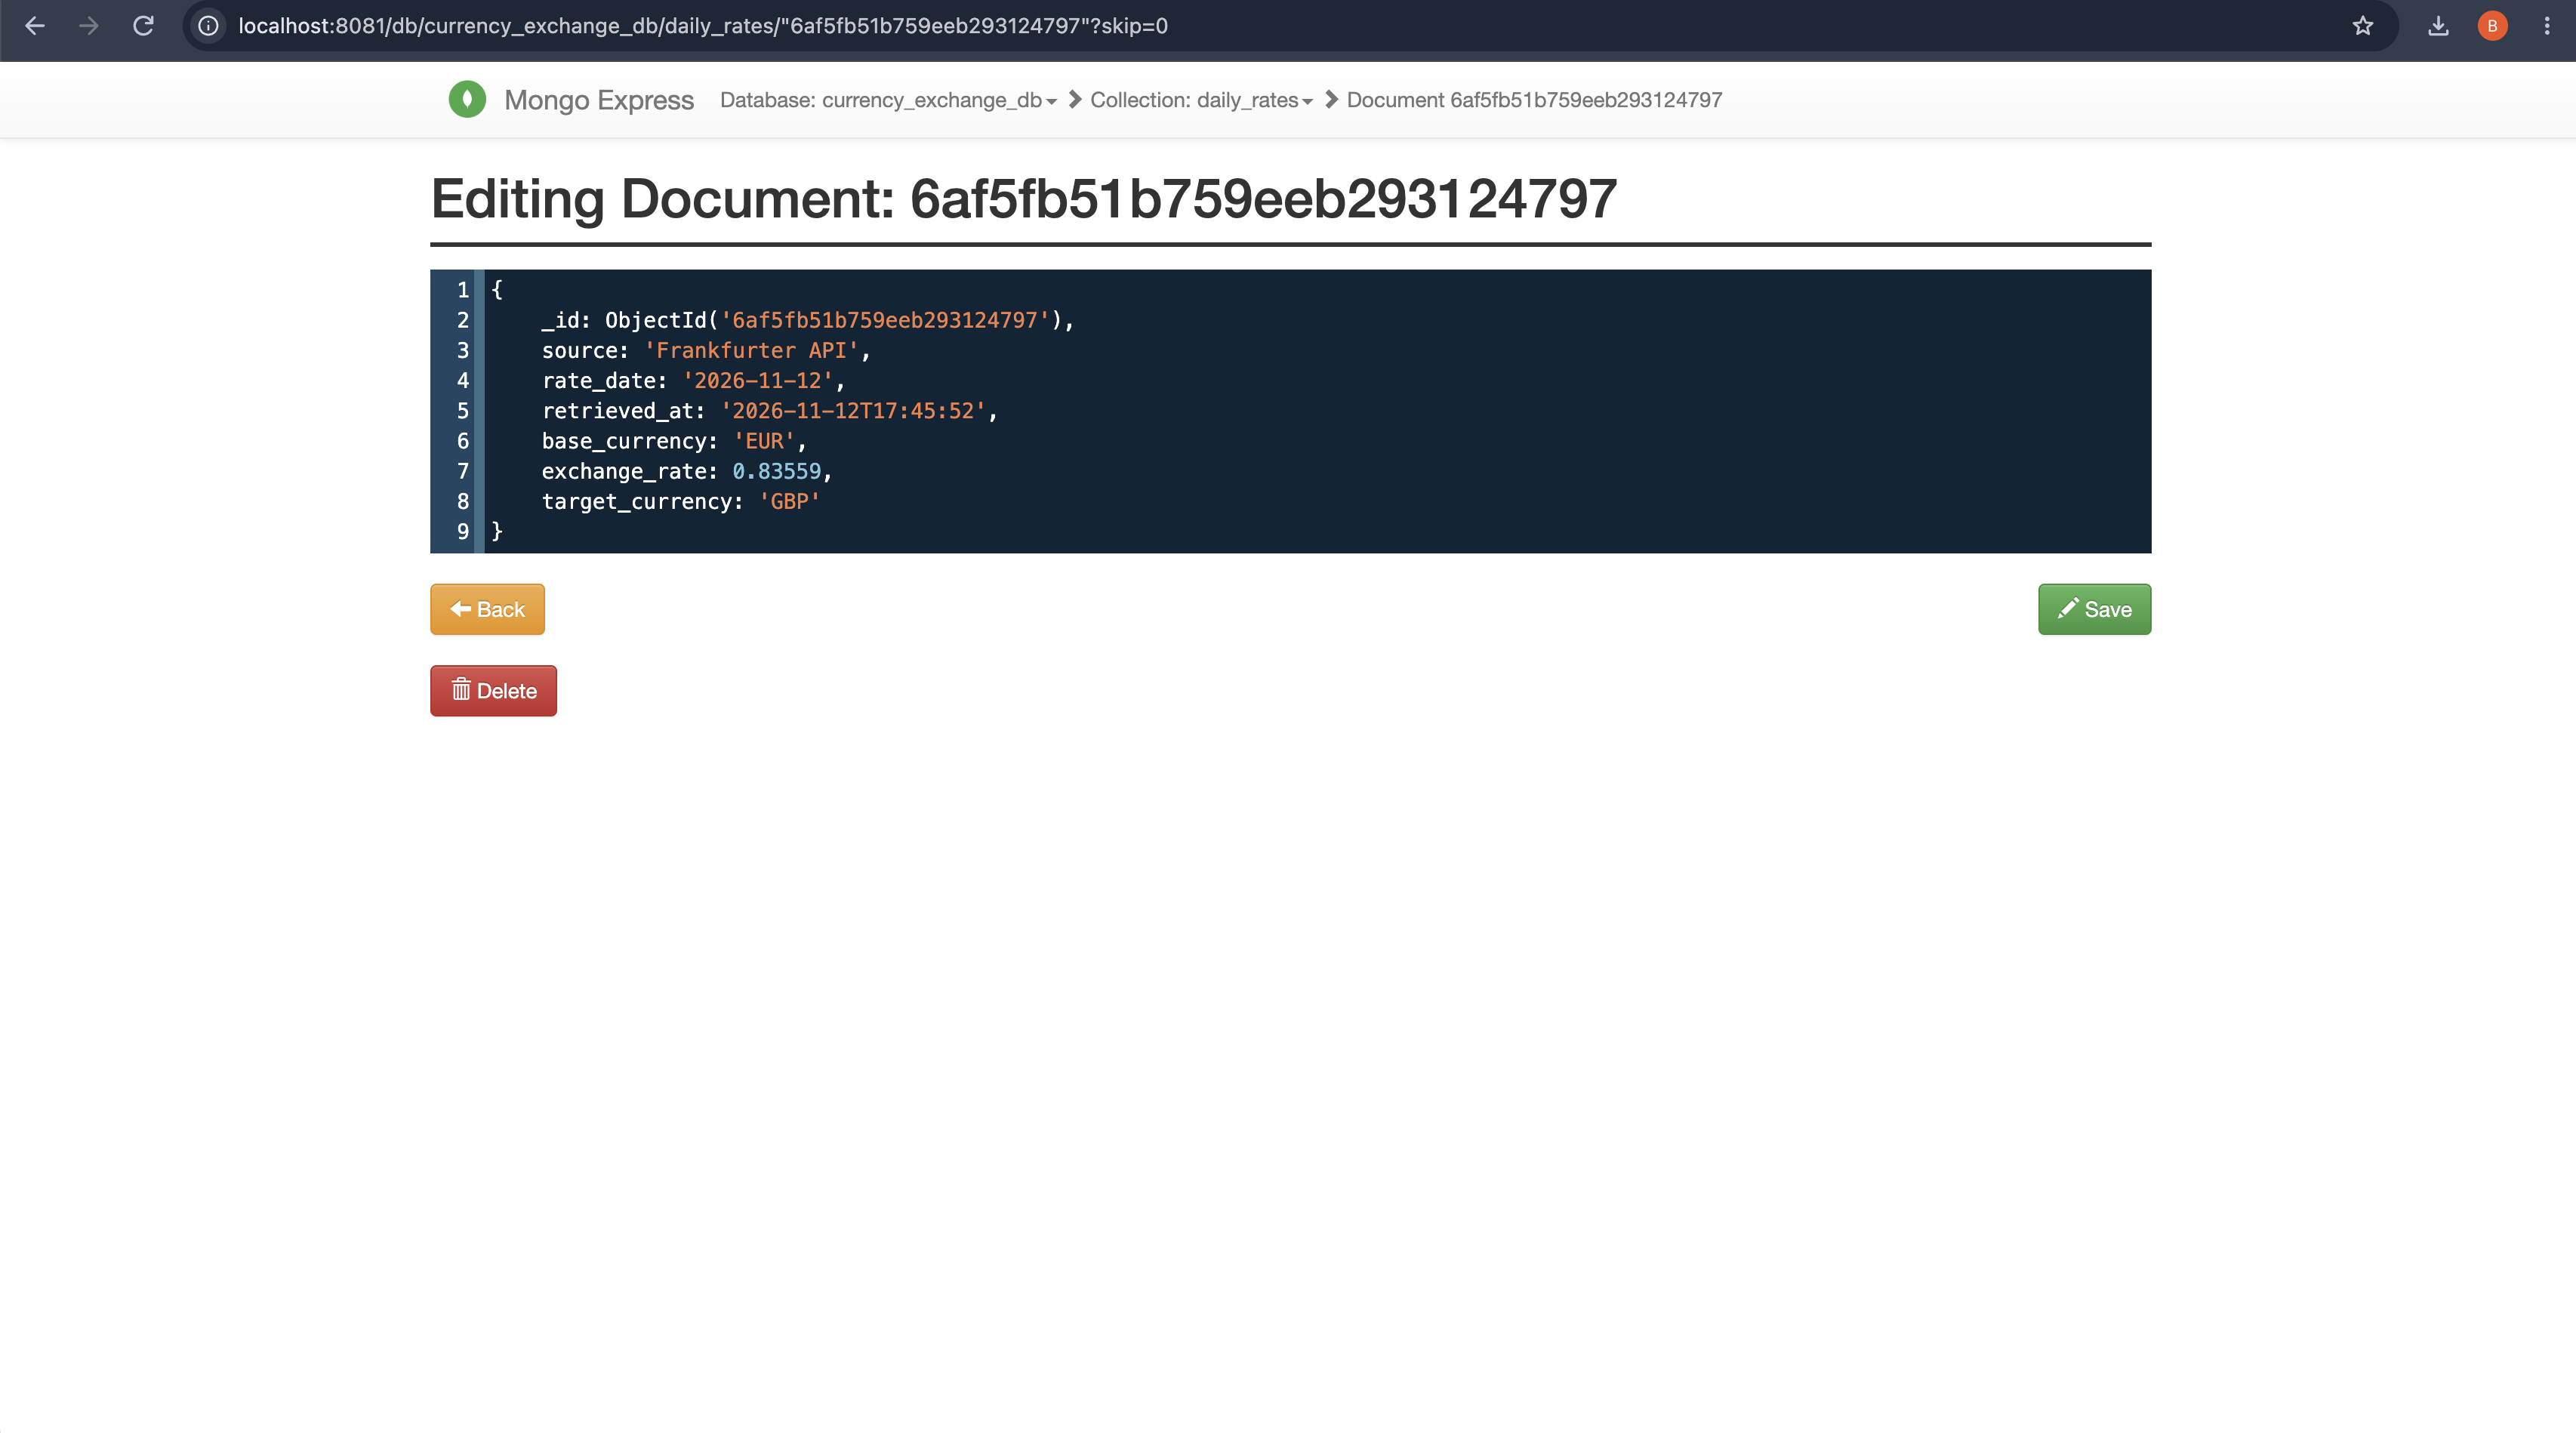 localhost:8081/db/currency_exchange_db/daily_rates/"6af5fb51b759eeb293124797"?skip=0
B
Mongo Express Database: currency_exchange_db Collection: daily_rates Document 6af5fb51b759eeb293124797
Editing Document: 6af5fb51b759eeb293124797
1 {
2 _id: ObjectId('6af5fb51b759eeb293124797'),
3 source: 'Frankfurter API',
4 rate_date: '2026-11-12',
5 retrieved_at: '2026-11-12T17:45:52',
6 base_currency: 'EUR',
7 exchange_rate: 0.83559,
8 target_currency: 'GBP'
9 }
Back Save
Delete